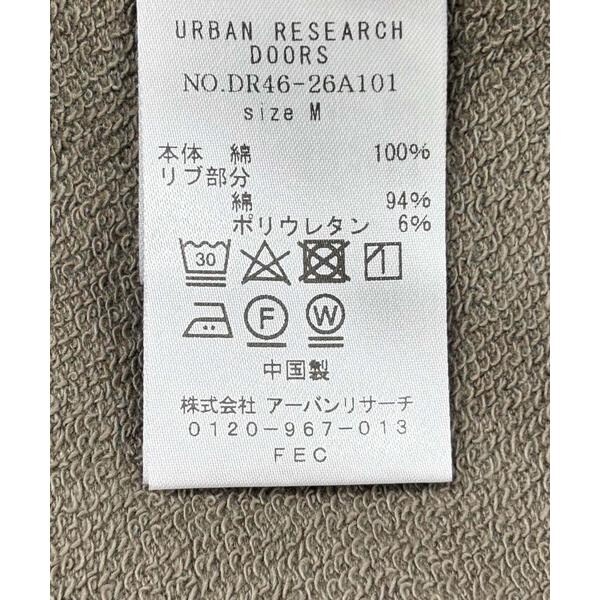 URBAN RESEARCH
DOORS
NO.DR46-26A101
size M
本体 綿 100%
リブ部分
綿 94%
ポリウレタン 6%
30
F W
中国製
株式会社 アーバンリサーチ
0120-967-013
FEC